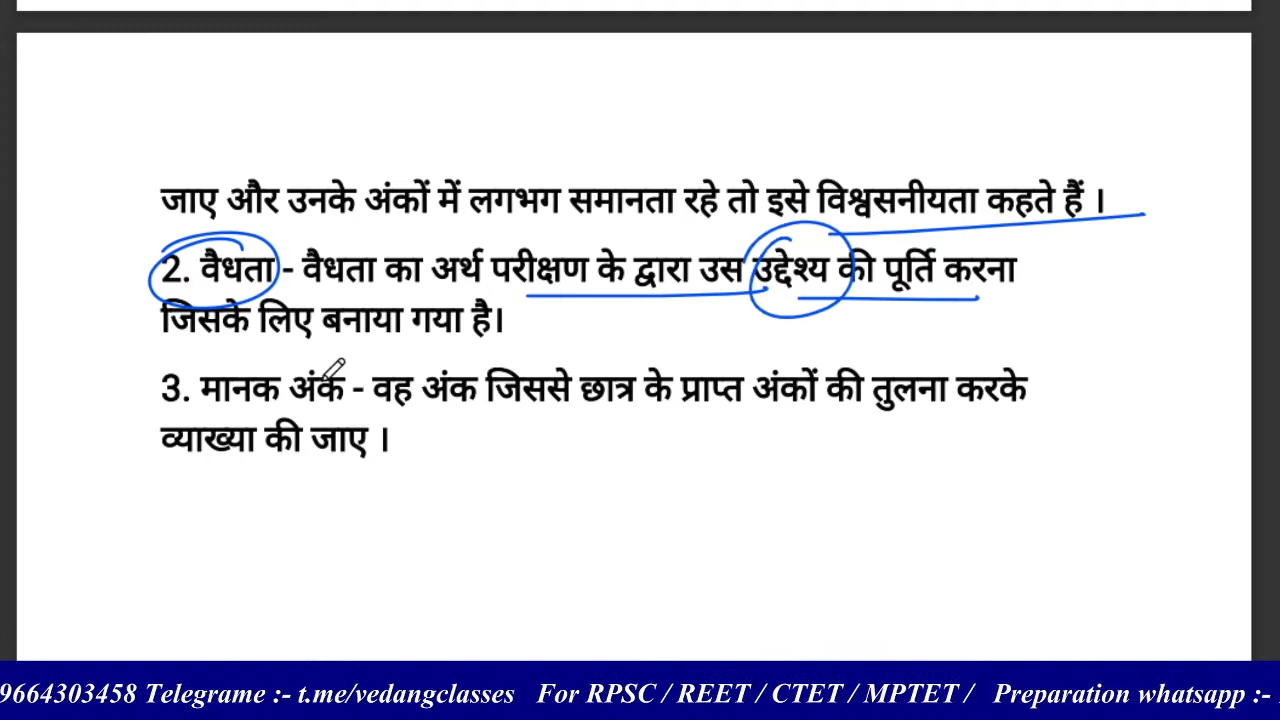 जाए और उनके अंकों में लगभग समानता रहे तो इसे विश्वसनीयता कहते हैं ।
2. वैधता - वैधता का अर्थ परीक्षण के द्वारा उस उद्देश्य की पूर्ति करना
जिसके लिए बनाया गया है।
3. मानक अंक - वह अंक जिससे छात्र के प्राप्त अंकों की तुलना करके
व्याख्या की जाए ।
9664303458 Telegrame :- t.me/vedangclasses For RPSC / REET / CTET / MPTET / Preparation whatsapp :-